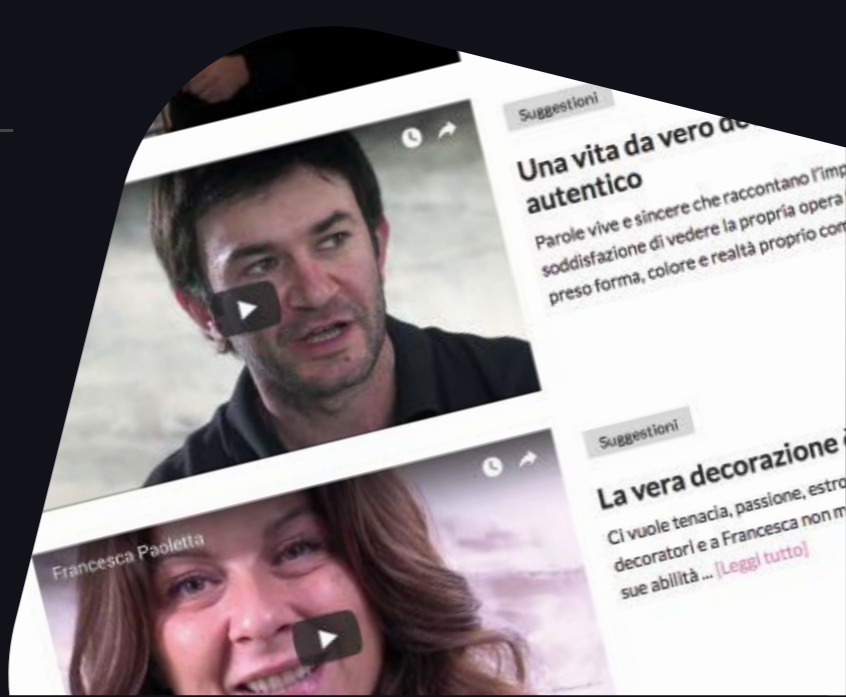 Suggestioni
Una vita da vero
autentico
Parole vive e sincere che raccontano l'imp
soddisfazione di vedere la propria opera
preso forma, colore e realtà proprio com
Suggestioni
La vera decorazione è
Francesca Paoletta
Ci vuole tenacia, passione, estro
decoratori e a Francesca non m
sue abilità ... [Leggi tutto]